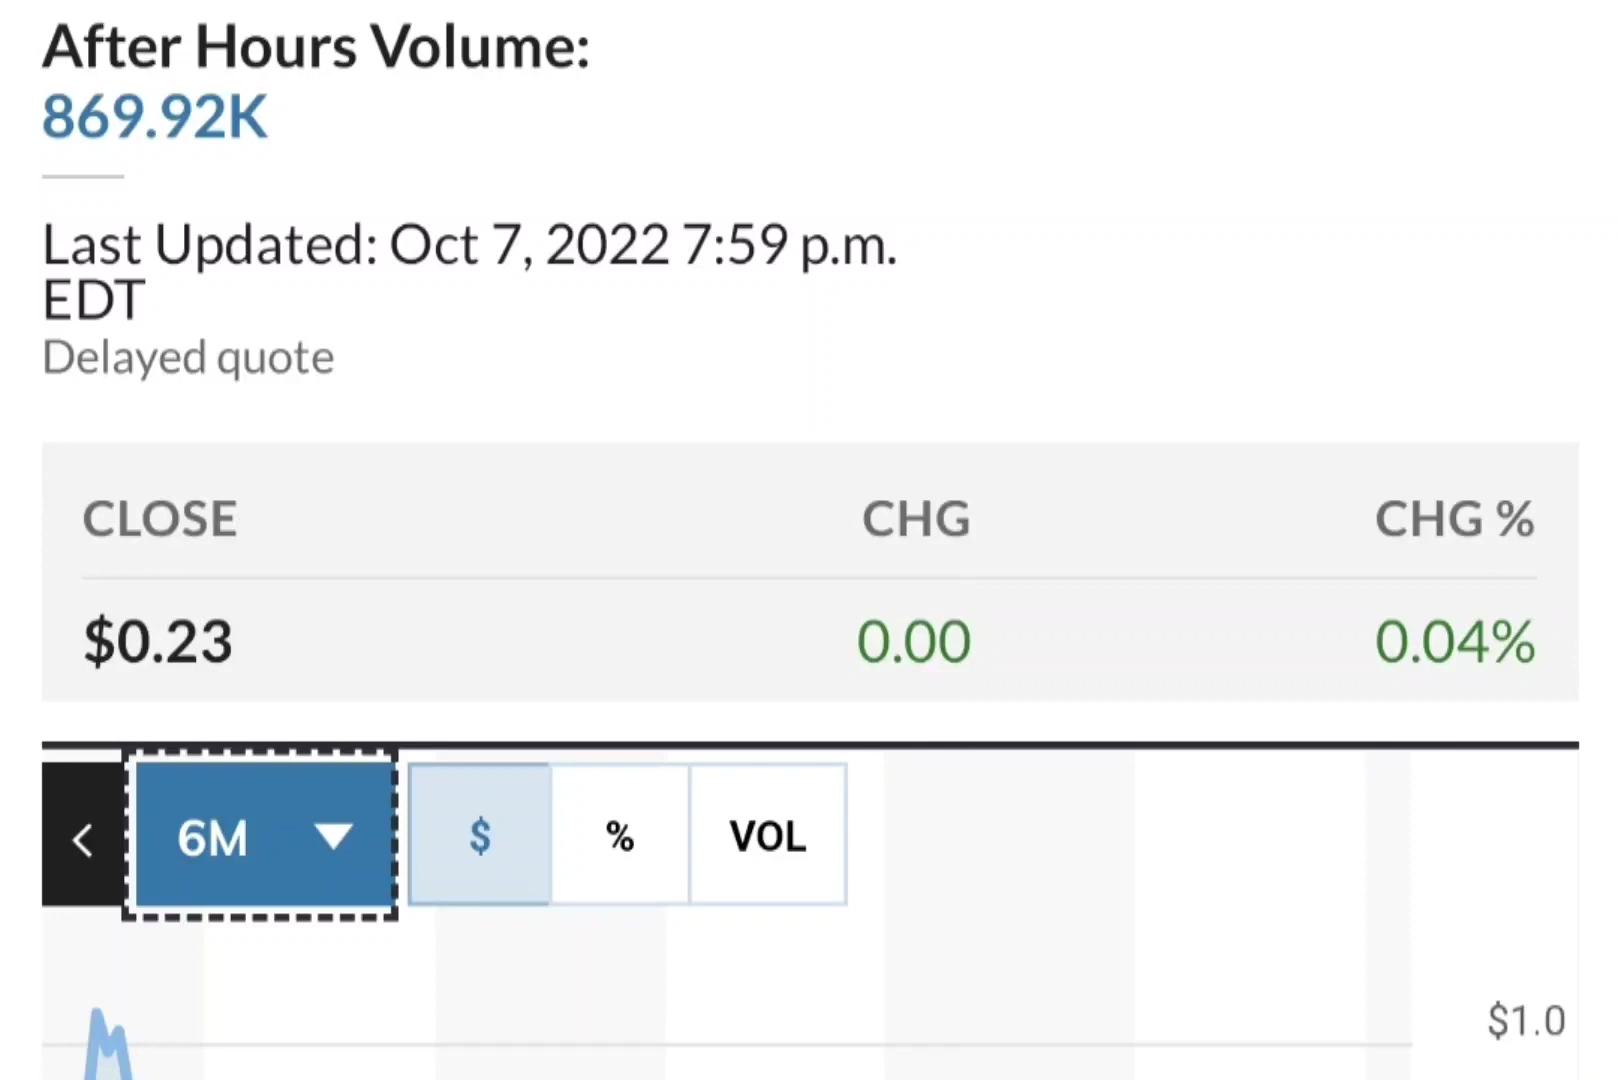 After Hours Volume:
869.92K
Last Updated: Oct 7, 2022 7:59 p.m.
EDT
Delayed quote
CLOSE CHG CHG %
$0.23 0.00 0.04%
6M $ % VOL
$1.0